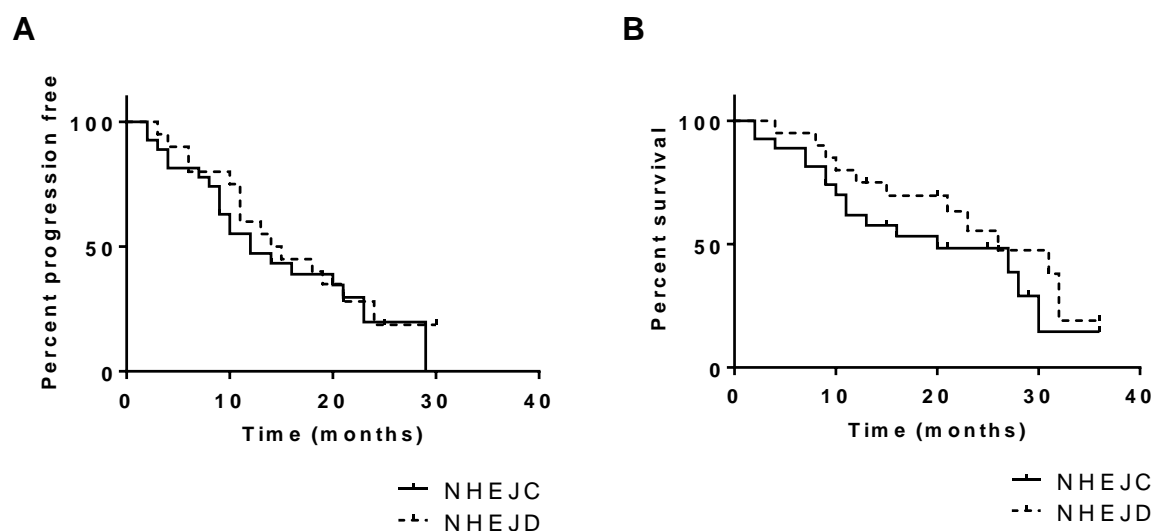 A
Percent progression free
100
50
0
0 10 20 30 40
Time (months)
NHEJC
NHEJD
B
Percent survival
100
50
0
0 10 20 30 40
Time (months)
NHEJC
NHEJD